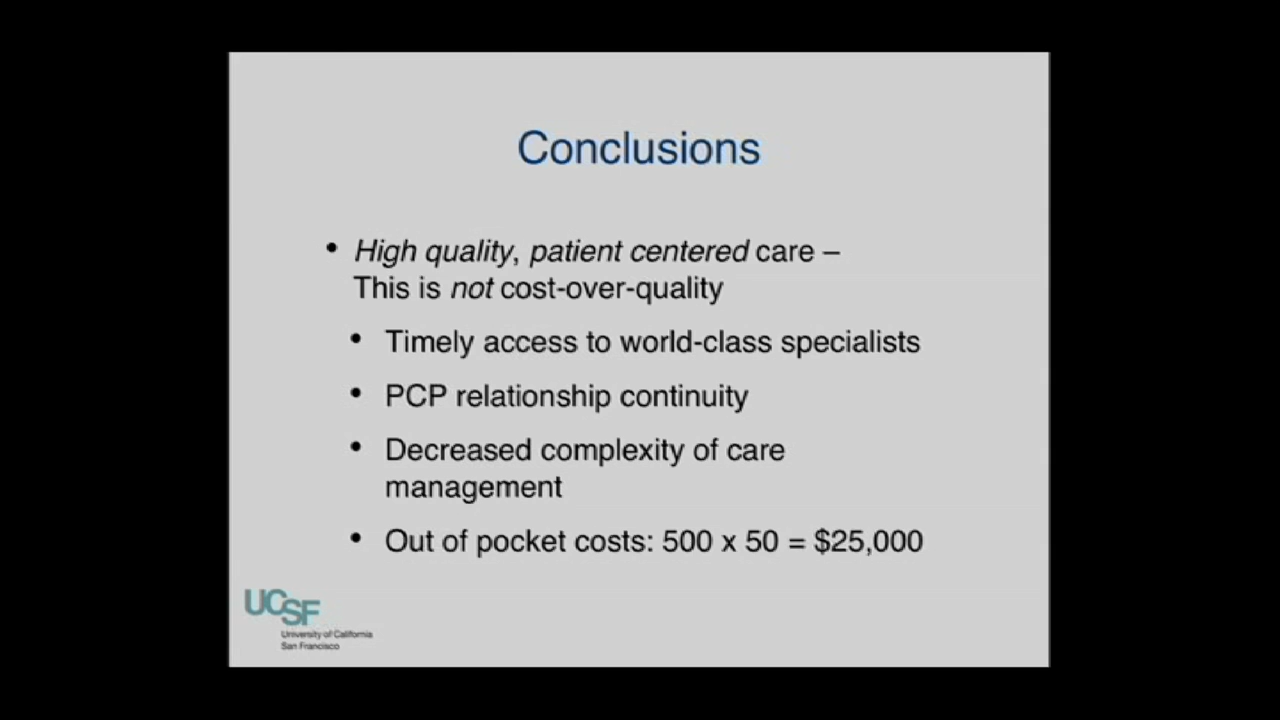 Conclusions
• High quality, patient centered care –
This is not cost-over-quality
• Timely access to world-class specialists
• PCP relationship continuity
• Decreased complexity of care
management
• Out of pocket costs: 500 x 50 = $25,000
UCSF
University of California
San Francisco